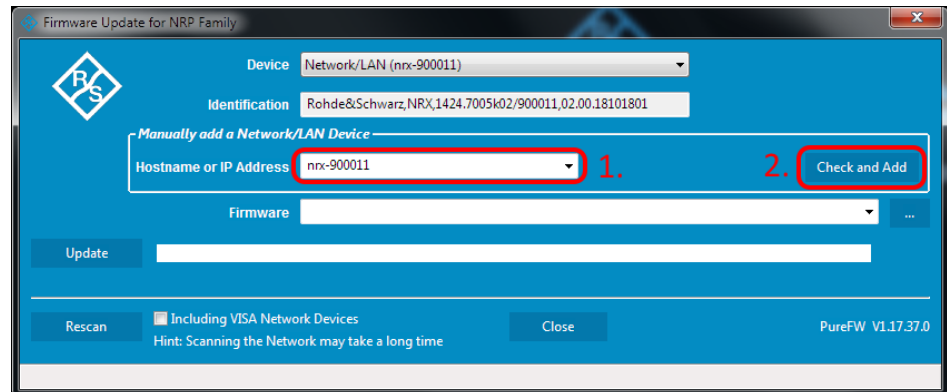 Firmware Update for NRP Family
R
S
Device Network/LAN (nrx-900011)
Identification Rohde&Schwarz,NRX,1424.7005k02/900011,02.00.18101801
Manually add a Network/LAN Device
Hostname or IP Address nrx-900011 1. 2. Check and Add
Firmware ...
Update
Rescan Including VISA Network Devices Close PureFW V1.17.37.0
Hint: Scanning the Network may take a long time